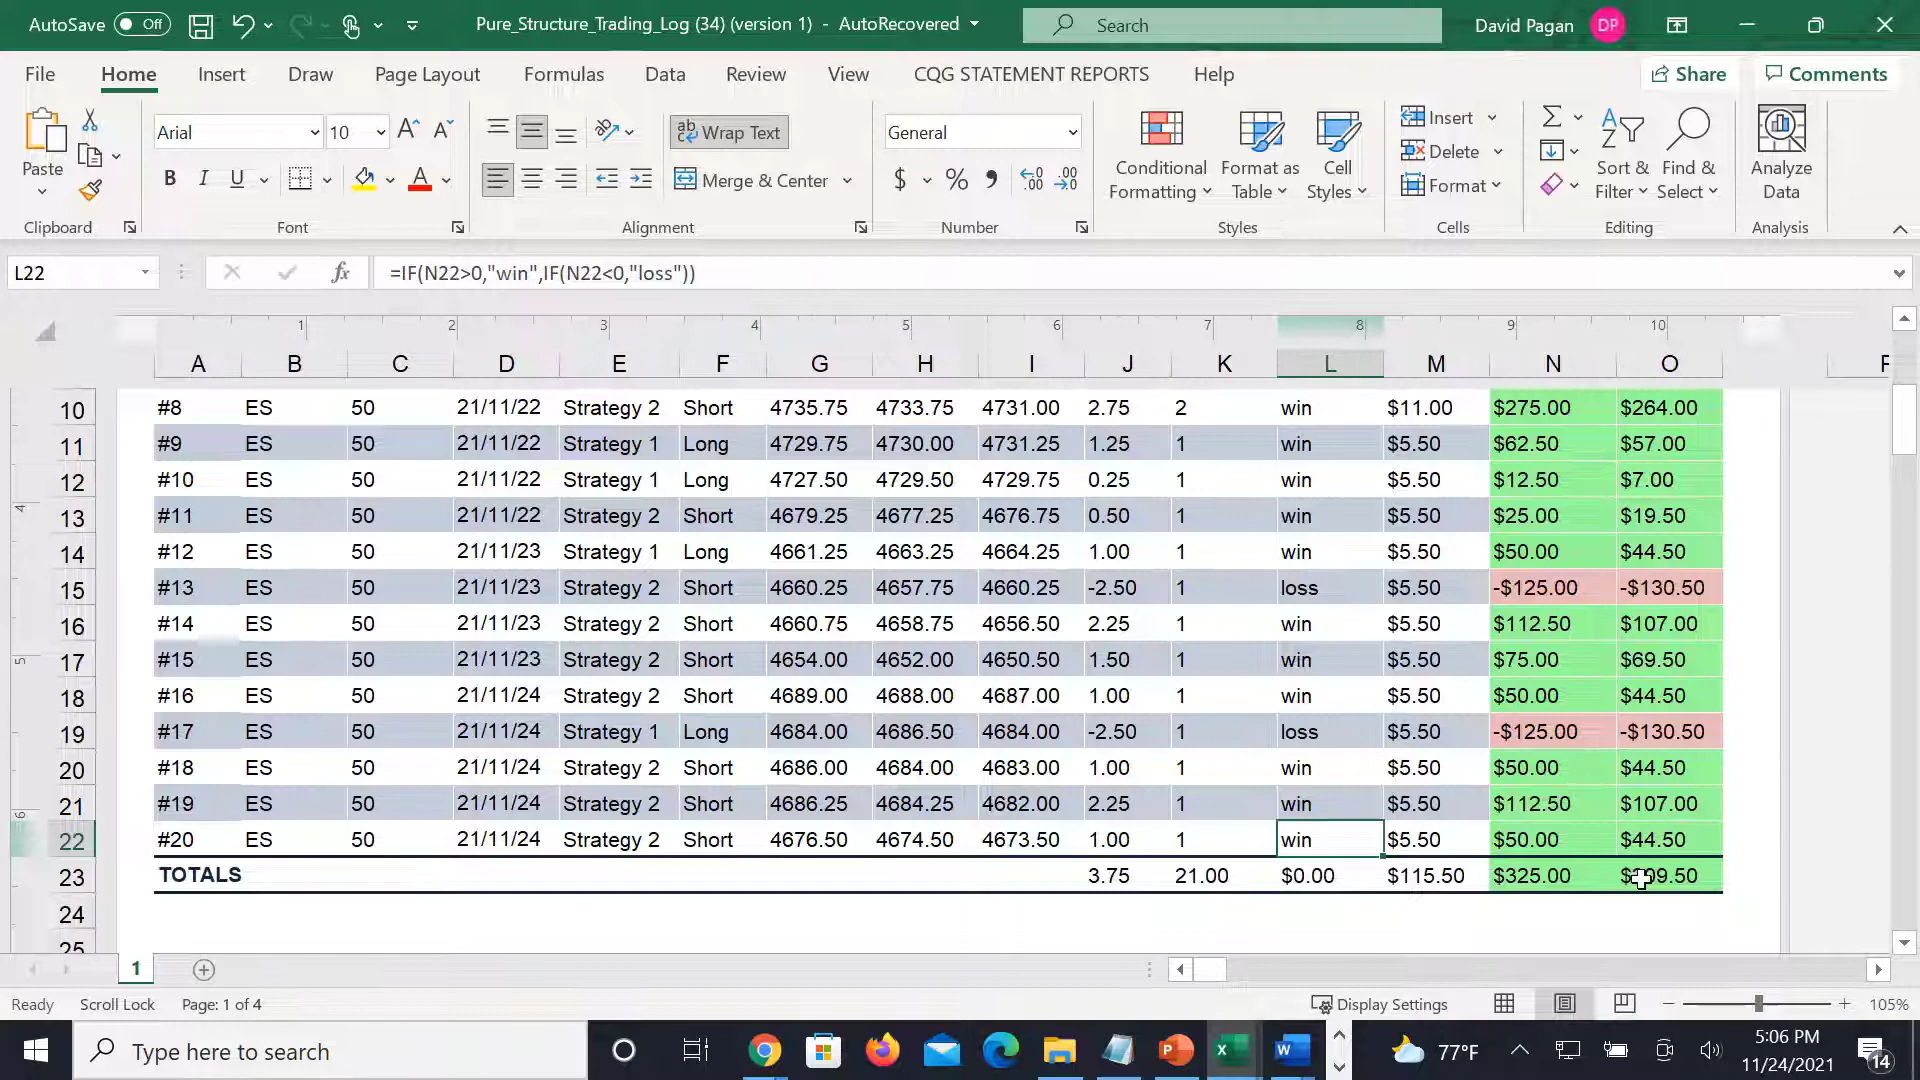 AutoSave Off Pure_Structure_Trading_Log (34) (version 1) - AutoRecovered Search David Pagan DP
File Home Insert Draw Page Layout Formulas Data Review View CQG STATEMENT REPORTS Help Share Comments
Paste Arial 10 Wrap Text General Conditional Formatting Format as Table Cell Styles Insert Delete Format Sort & Filter Find & Select Analyze Data
B I U Merge & Center $ %
Clipboard Font Alignment Number Styles Cells Editing Analysis
L22 fx =IF(N22>0,"win",IF(N22<0,"loss"))
1 2 3 4 5 6 7 8 9 10
A B C D E F G H I J K L M N O
10 #8 ES 50 21/11/22 Strategy 2 Short 4735.75 4733.75 4731.00 2.75 2 win $11.00 $275.00 $264.00
11 #9 ES 50 21/11/22 Strategy 1 Long 4729.75 4730.00 4731.25 1.25 1 win $5.50 $62.50 $57.00
12 #10 ES 50 21/11/22 Strategy 1 Long 4727.50 4729.50 4729.75 0.25 1 win $5.50 $12.50 $7.00
13 #11 ES 50 21/11/22 Strategy 2 Short 4679.25 4677.25 4676.75 0.50 1 win $5.50 $25.00 $19.50
14 #12 ES 50 21/11/23 Strategy 1 Long 4661.25 4663.25 4664.25 1.00 1 win $5.50 $50.00 $44.50
15 #13 ES 50 21/11/23 Strategy 2 Short 4660.25 4657.75 4660.25 -2.50 1 loss $5.50 -$125.00 -$130.50
16 #14 ES 50 21/11/23 Strategy 2 Short 4660.75 4658.75 4656.50 2.25 1 win $5.50 $112.50 $107.00
17 #15 ES 50 21/11/23 Strategy 2 Short 4654.00 4652.00 4650.50 1.50 1 win $5.50 $75.00 $69.50
18 #16 ES 50 21/11/24 Strategy 2 Short 4689.00 4688.00 4687.00 1.00 1 win $5.50 $50.00 $44.50
19 #17 ES 50 21/11/24 Strategy 1 Long 4684.00 4686.50 4684.00 -2.50 1 loss $5.50 -$125.00 -$130.50
20 #18 ES 50 21/11/24 Strategy 2 Short 4686.00 4684.00 4683.00 1.00 1 win $5.50 $50.00 $44.50
21 #19 ES 50 21/11/24 Strategy 2 Short 4686.25 4684.25 4682.00 2.25 1 win $5.50 $112.50 $107.00
22 #20 ES 50 21/11/24 Strategy 2 Short 4676.50 4674.50 4673.50 1.00 1 win $5.50 $50.00 $44.50
23 TOTALS 3.75 21.00 $0.00 $115.50 $325.00
24
25
1
Ready Scroll Lock Page: 1 of 4 Display Settings 105%
Type here to search 77°F 5:06 PM
11/24/2021 14